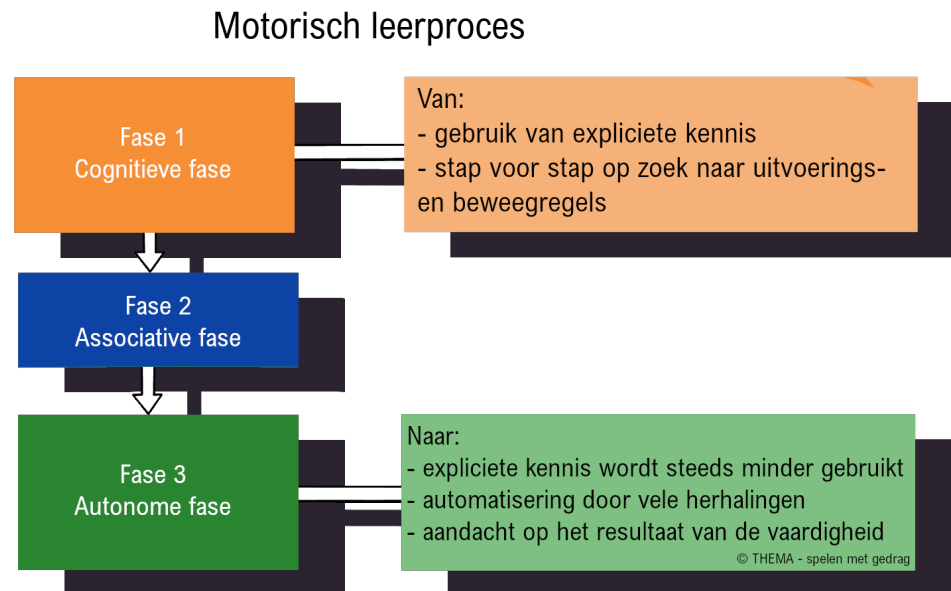 Motorisch leerproces
Fase 1
Cognitieve fase
Van:
- gebruik van expliciete kennis
- stap voor stap op zoek naar uitvoerings-
en beweegregels
Fase 2
Associative fase
Fase 3
Autonome fase
Naar:
- expliciete kennis wordt steeds minder gebruikt
- automatisering door vele herhalingen
- aandacht op het resultaat van de vaardigheid
© THEMA - spelen met gedrag